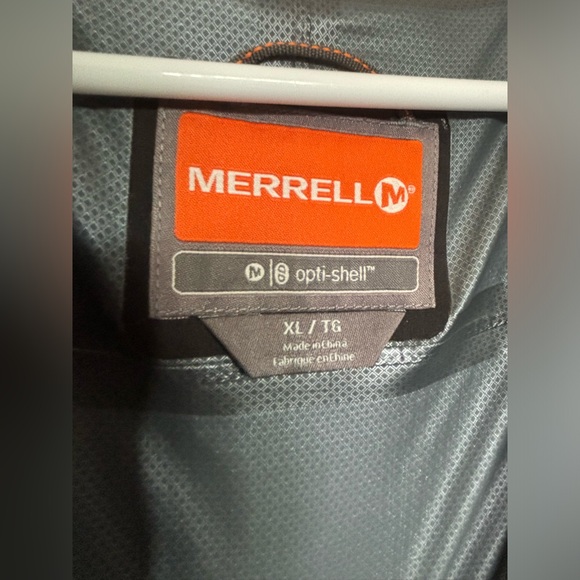 MERRELL M®
M opti-shell™
XL / TG
Made in China
Fabriqué en Chine